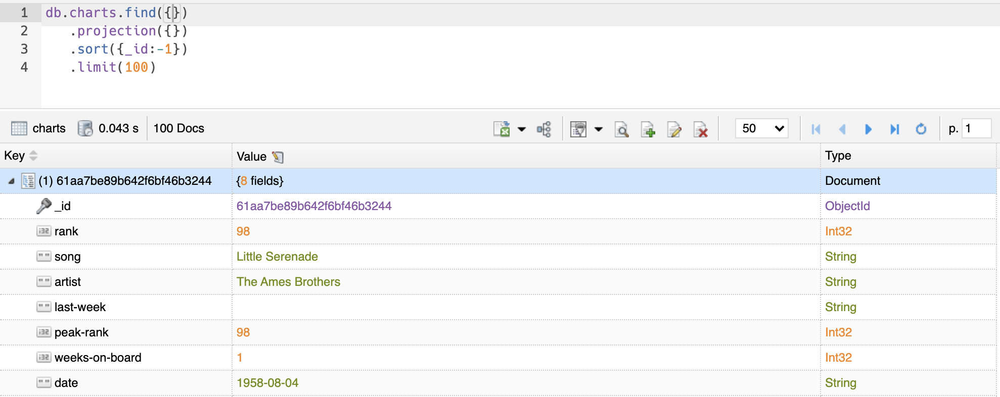 1 db.charts.find({})
2 .projection({})
3 .sort({_id:-1})
4 .limit(100)
charts 0.043 s 100 Docs 50 p. 1
Key Value Type
(1) 61aa7be89b642f6bf46b3244 {8 fields} Document
_id 61aa7be89b642f6bf46b3244 ObjectId
i32 rank 98 Int32
" " song Little Serenade String
" " artist The Ames Brothers String
" " last-week String
i32 peak-rank 98 Int32
i32 weeks-on-board 1 Int32
" " date 1958-08-04 String